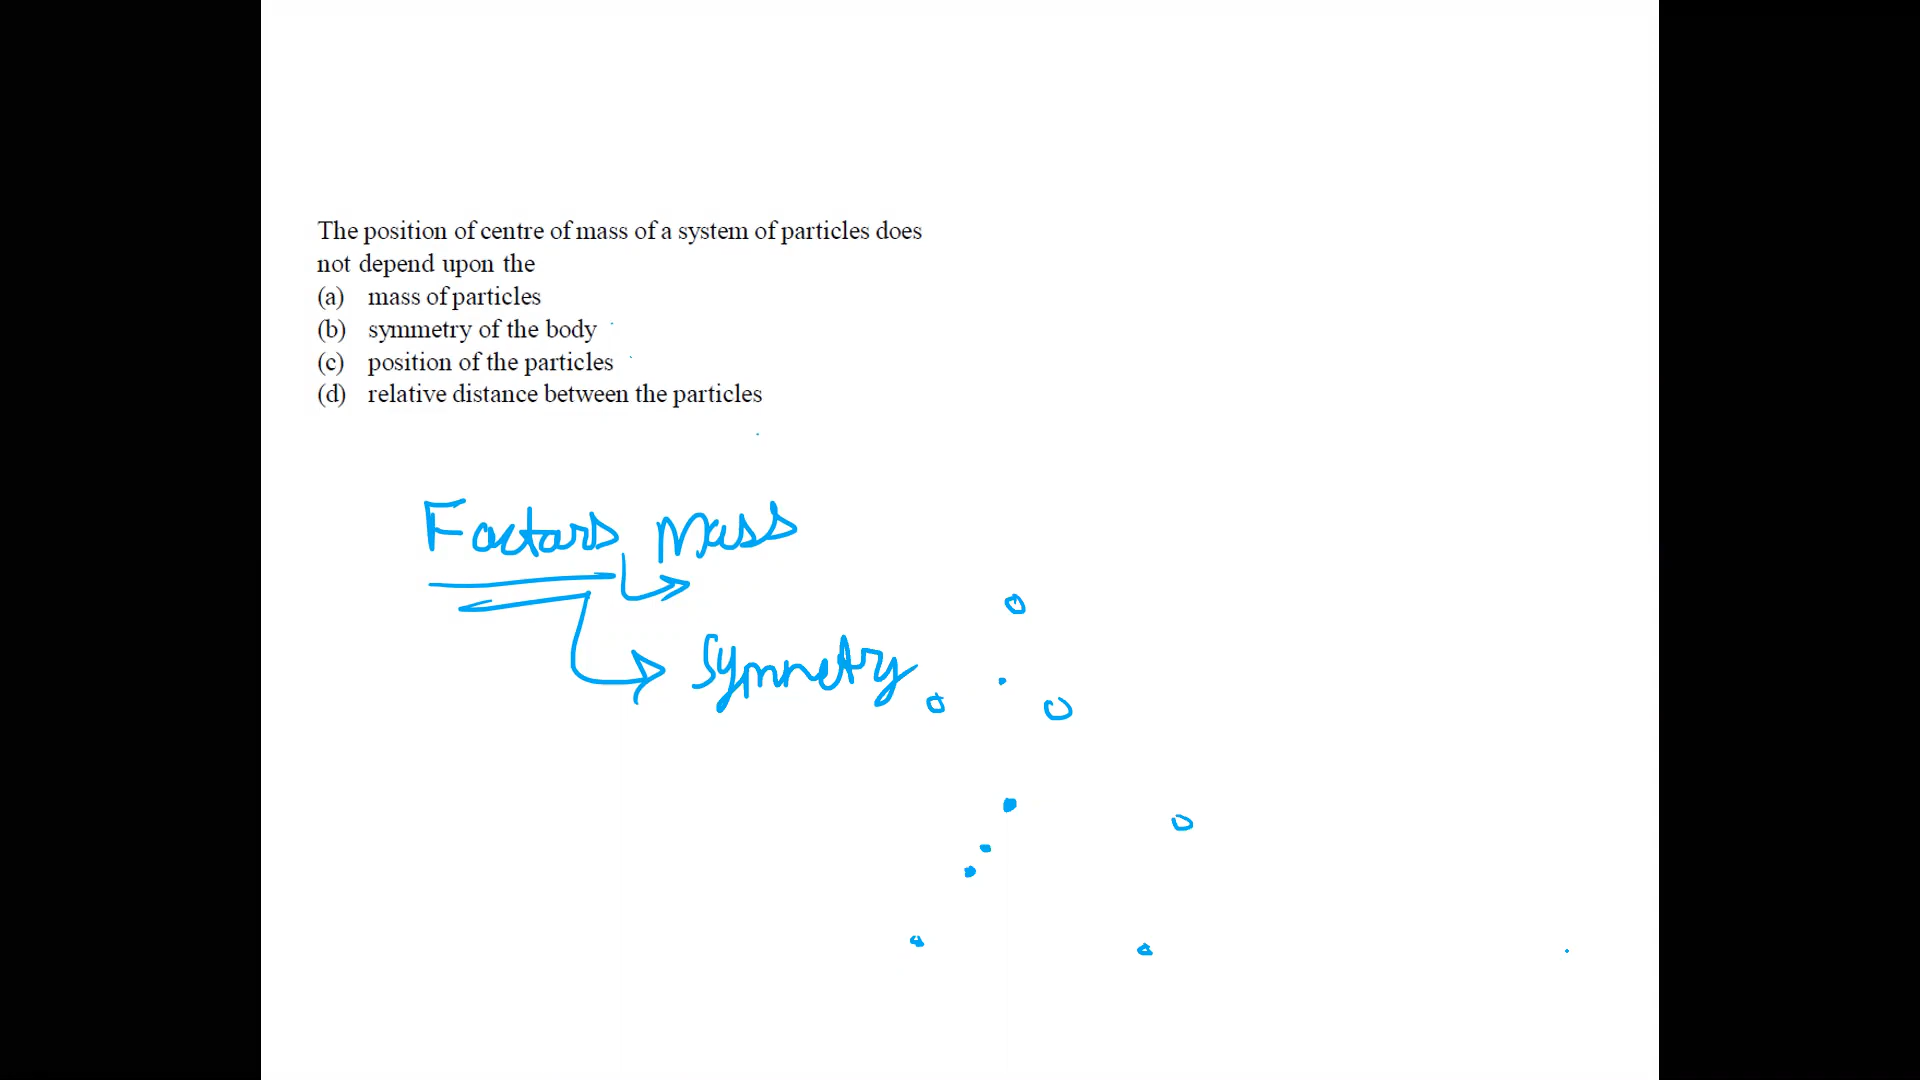 The position of centre of mass of a system of particles does
not depend upon the
(a) mass of particles
(b) symmetry of the body
(c) position of the particles
(d) relative distance between the particles
Factors Mass
Symmetry